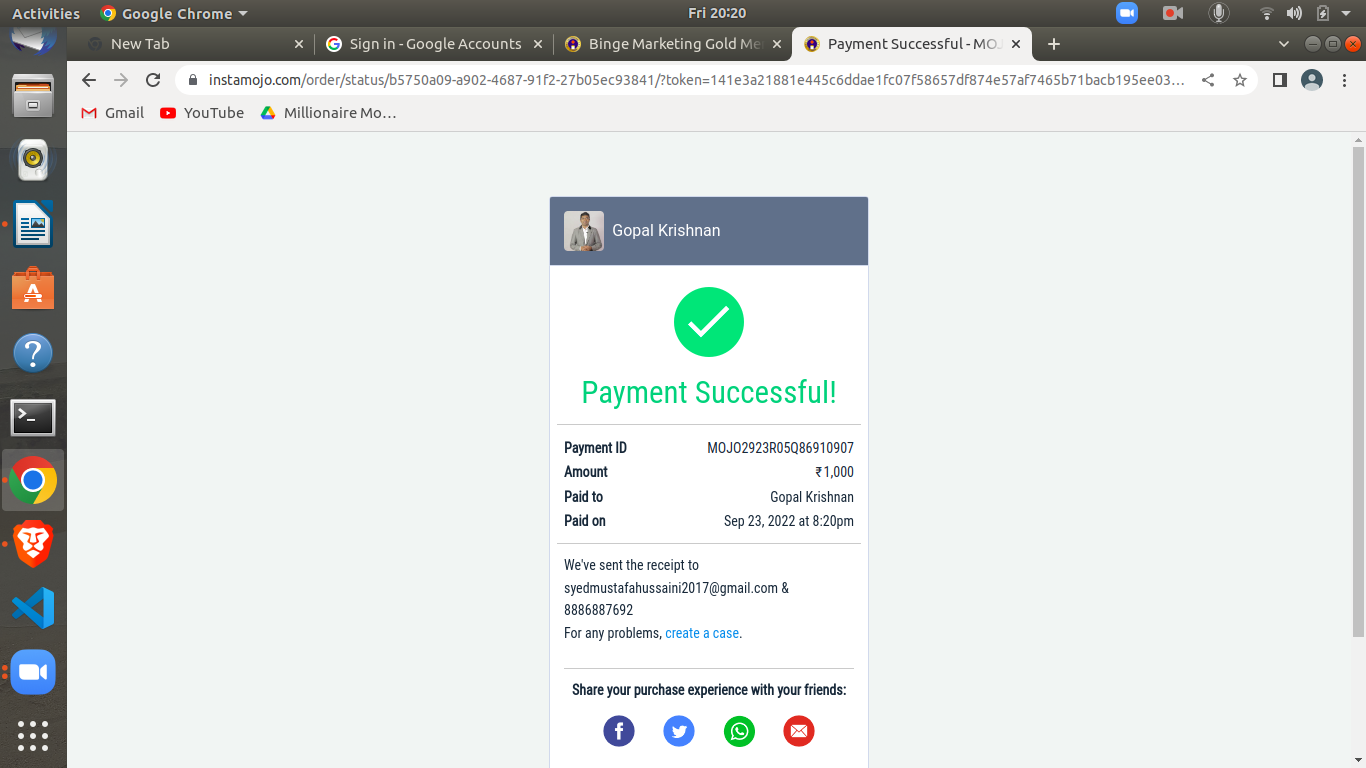 Activities
Google Chrome
Fri 20:20
New Tab
Sign in - Google Accounts
Binge Marketing Gold Me
Payment Successful - MOJ
instamojo.com/order/status/b5750a09-a902-4687-91f2-27b05ec93841/?token=141e3a21881e445c6ddae1fc07f58657df874e57af7465b71bacb195ee03...
Gmail
YouTube
Millionaire Mo...
Gopal Krishnan
Payment Successful!
Payment ID MOJO2923R05Q86910907
Amount ₹1,000
Paid to Gopal Krishnan
Paid on Sep 23, 2022 at 8:20pm
We've sent the receipt to
syedmustafahussaini2017@gmail.com &
8886887692
For any problems, create a case.
Share your purchase experience with your friends: